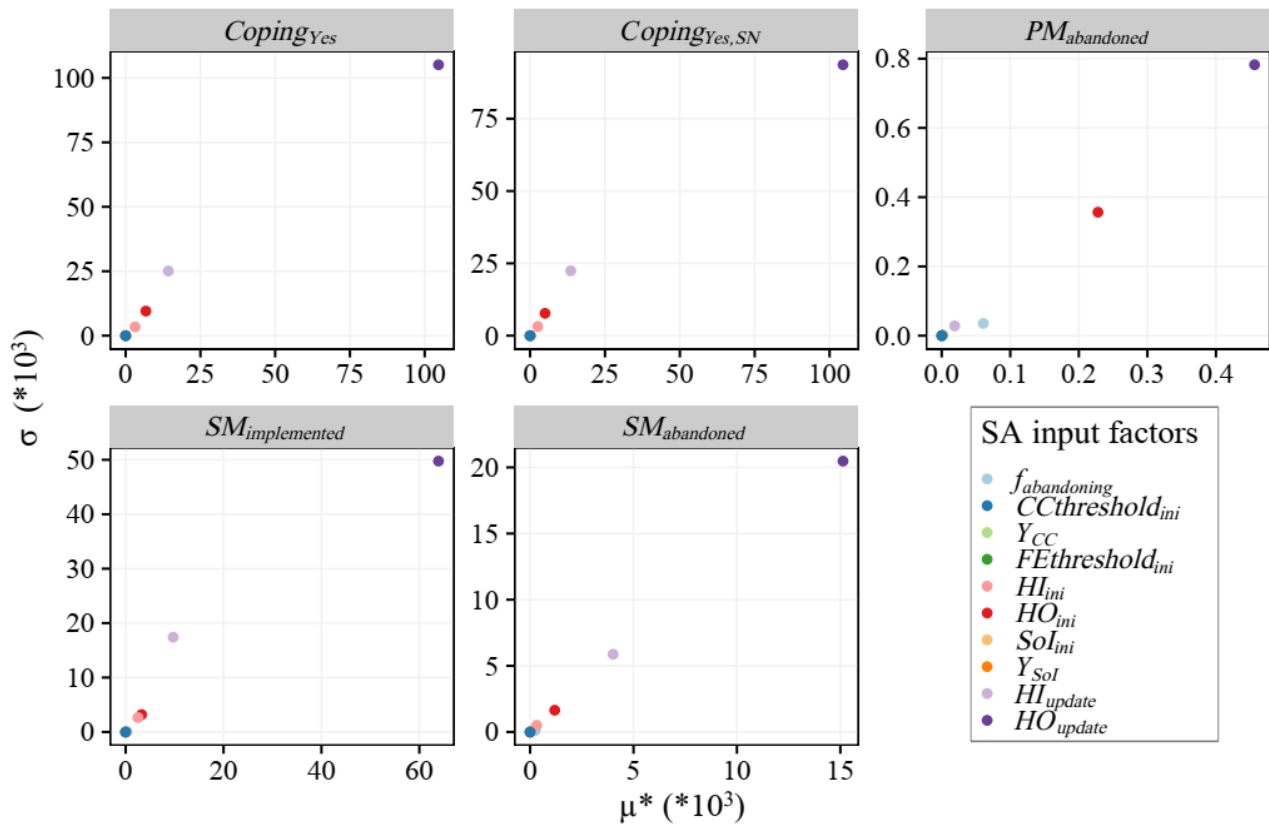 Coping_Yes
Coping_Yes,SN
PM_abandoned
100
75
50
25
0
0 25 50 75 100
75
50
25
0
0 25 50 75 100
0.8
0.6
0.4
0.2
0.0
0.0 0.1 0.2 0.3 0.4
σ (*10³)
SM_implemented
SM_abandoned
50
40
30
20
10
0
0 20 40 60
20
15
10
5
0
0 5 10 15
μ* (*10³)
SA input factors
f_abandoning
CCthreshold_ini
Y_CC
FEthreshold_ini
HI_ini
HO_ini
SoI_ini
Y_SoI
HI_update
HO_update